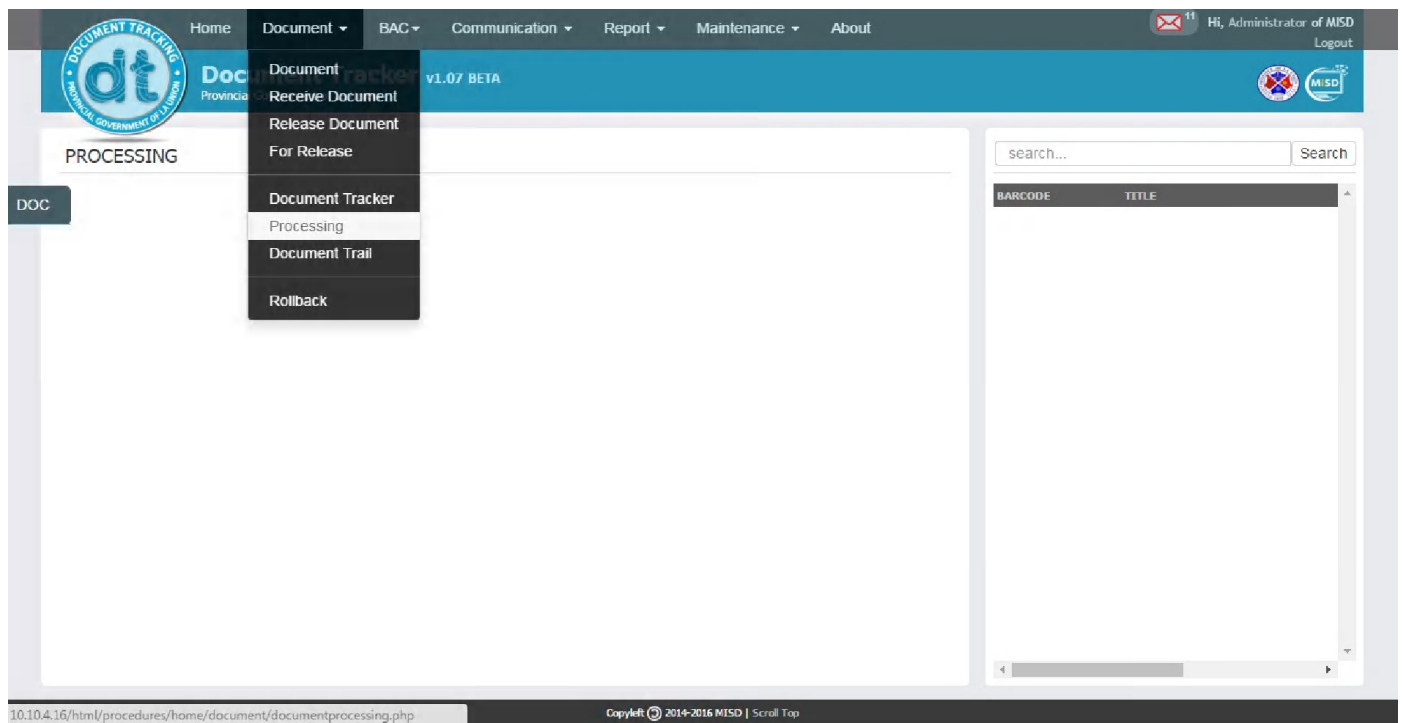 DOCUMENT TRACKING
dt
PROVINCIAL GOVERNMENT OF LA UNION
Home Document BAC Communication Report Maintenance About
11 Hi, Administrator of MISD
Logout
Document Tracker v1.07 BETA
Provincial
MISD
Document
Receive Document
Release Document
For Release
Document Tracker
Processing
Document Trail
Rollback
PROCESSING
DOC
search... Search
BARCODE TITLE
10.10.4.16/html/procedures/home/document/documentprocessing.php
Copyleft 2014-2016 MISD | Scroll Top